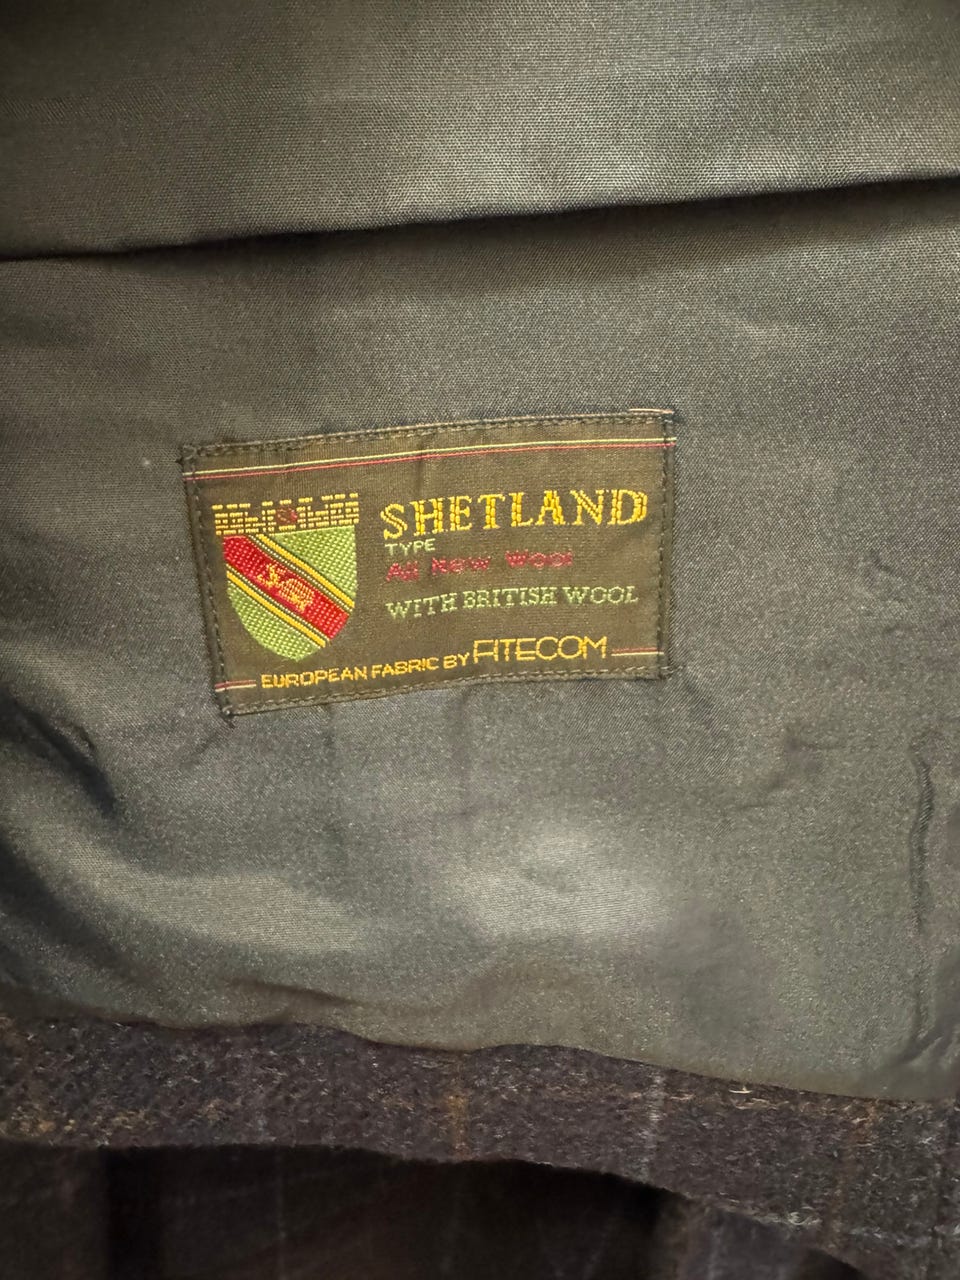 SHETLAND
TYPE
All New Wool
WITH BRITISH WOOL
EUROPEAN FABRIC BY FITECOM